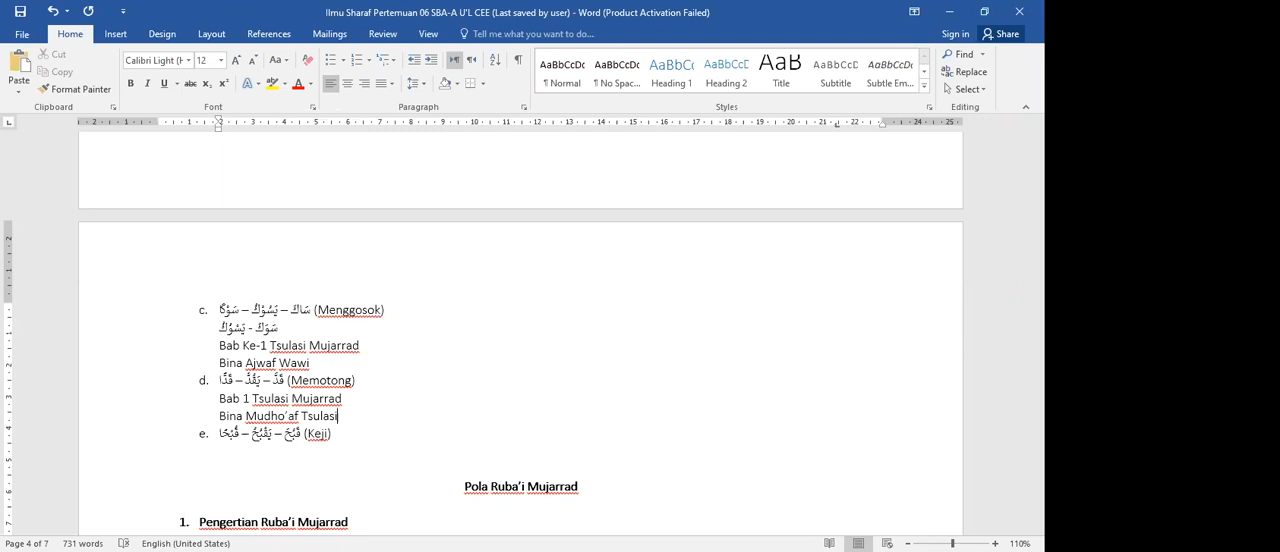 Ilmu Sharaf Pertemuan 06 SBA-A U'L CEE (Last saved by user) - Word (Product Activation Failed)
File Home Insert Design Layout References Mailings Review View Tell me what you want to do... Sign in Share
Paste Cut Copy Format Painter
Calibri Light (H 12
AaBbCcDc AaBbCcDc AaBbCc AaBbCcD AaB AaBbCcD AaBbCcDc
¶ Normal ¶ No Spac... Heading 1 Heading 2 Title Subtitle Subtle Em...
Find Replace Select
Clipboard Font Paragraph Styles Editing
c. سَاكَ – يَسُوْكُ – سَوْكًا (Menggosok)
سَوَكَ - يَسْوُكُ
Bab Ke-1 Tsulasi Mujarrad
Bina Ajwaf Wawi
d. قَدَّ – يَقُدُّ – قَدًّا (Memotong)
Bab 1 Tsulasi Mujarrad
Bina Mudho’af Tsulasi
e. قَبُحَ – يَقْبُحُ – قُبْحًا (Keji)
Pola Ruba’i Mujarrad
1. Pengertian Ruba’i Mujarrad
Page 4 of 7 731 words English (United States) 110%